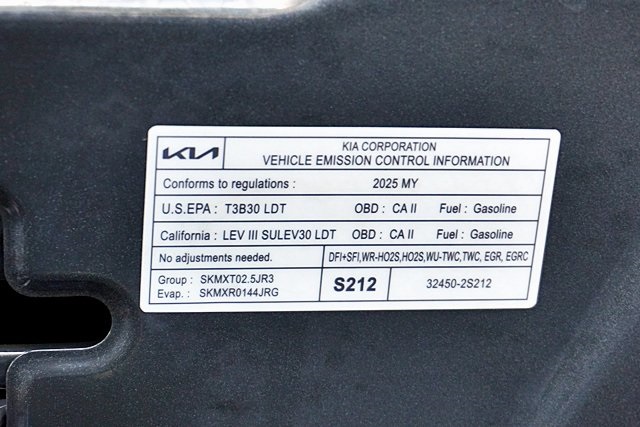 KIA
KIA CORPORATION
VEHICLE EMISSION CONTROL INFORMATION
Conforms to regulations : 2025 MY
U.S.EPA : T3B30 LDT OBD : CA II Fuel : Gasoline
California : LEV III SULEV30 LDT OBD : CA II Fuel : Gasoline
No adjustments needed. DFI+SFI,WR-HO2S,HO2S,WU-TWC,TWC, EGR, EGRC
Group : SKMXT02.5JR3
Evap. : SKMXR0144JRG
S212
32450-2S212